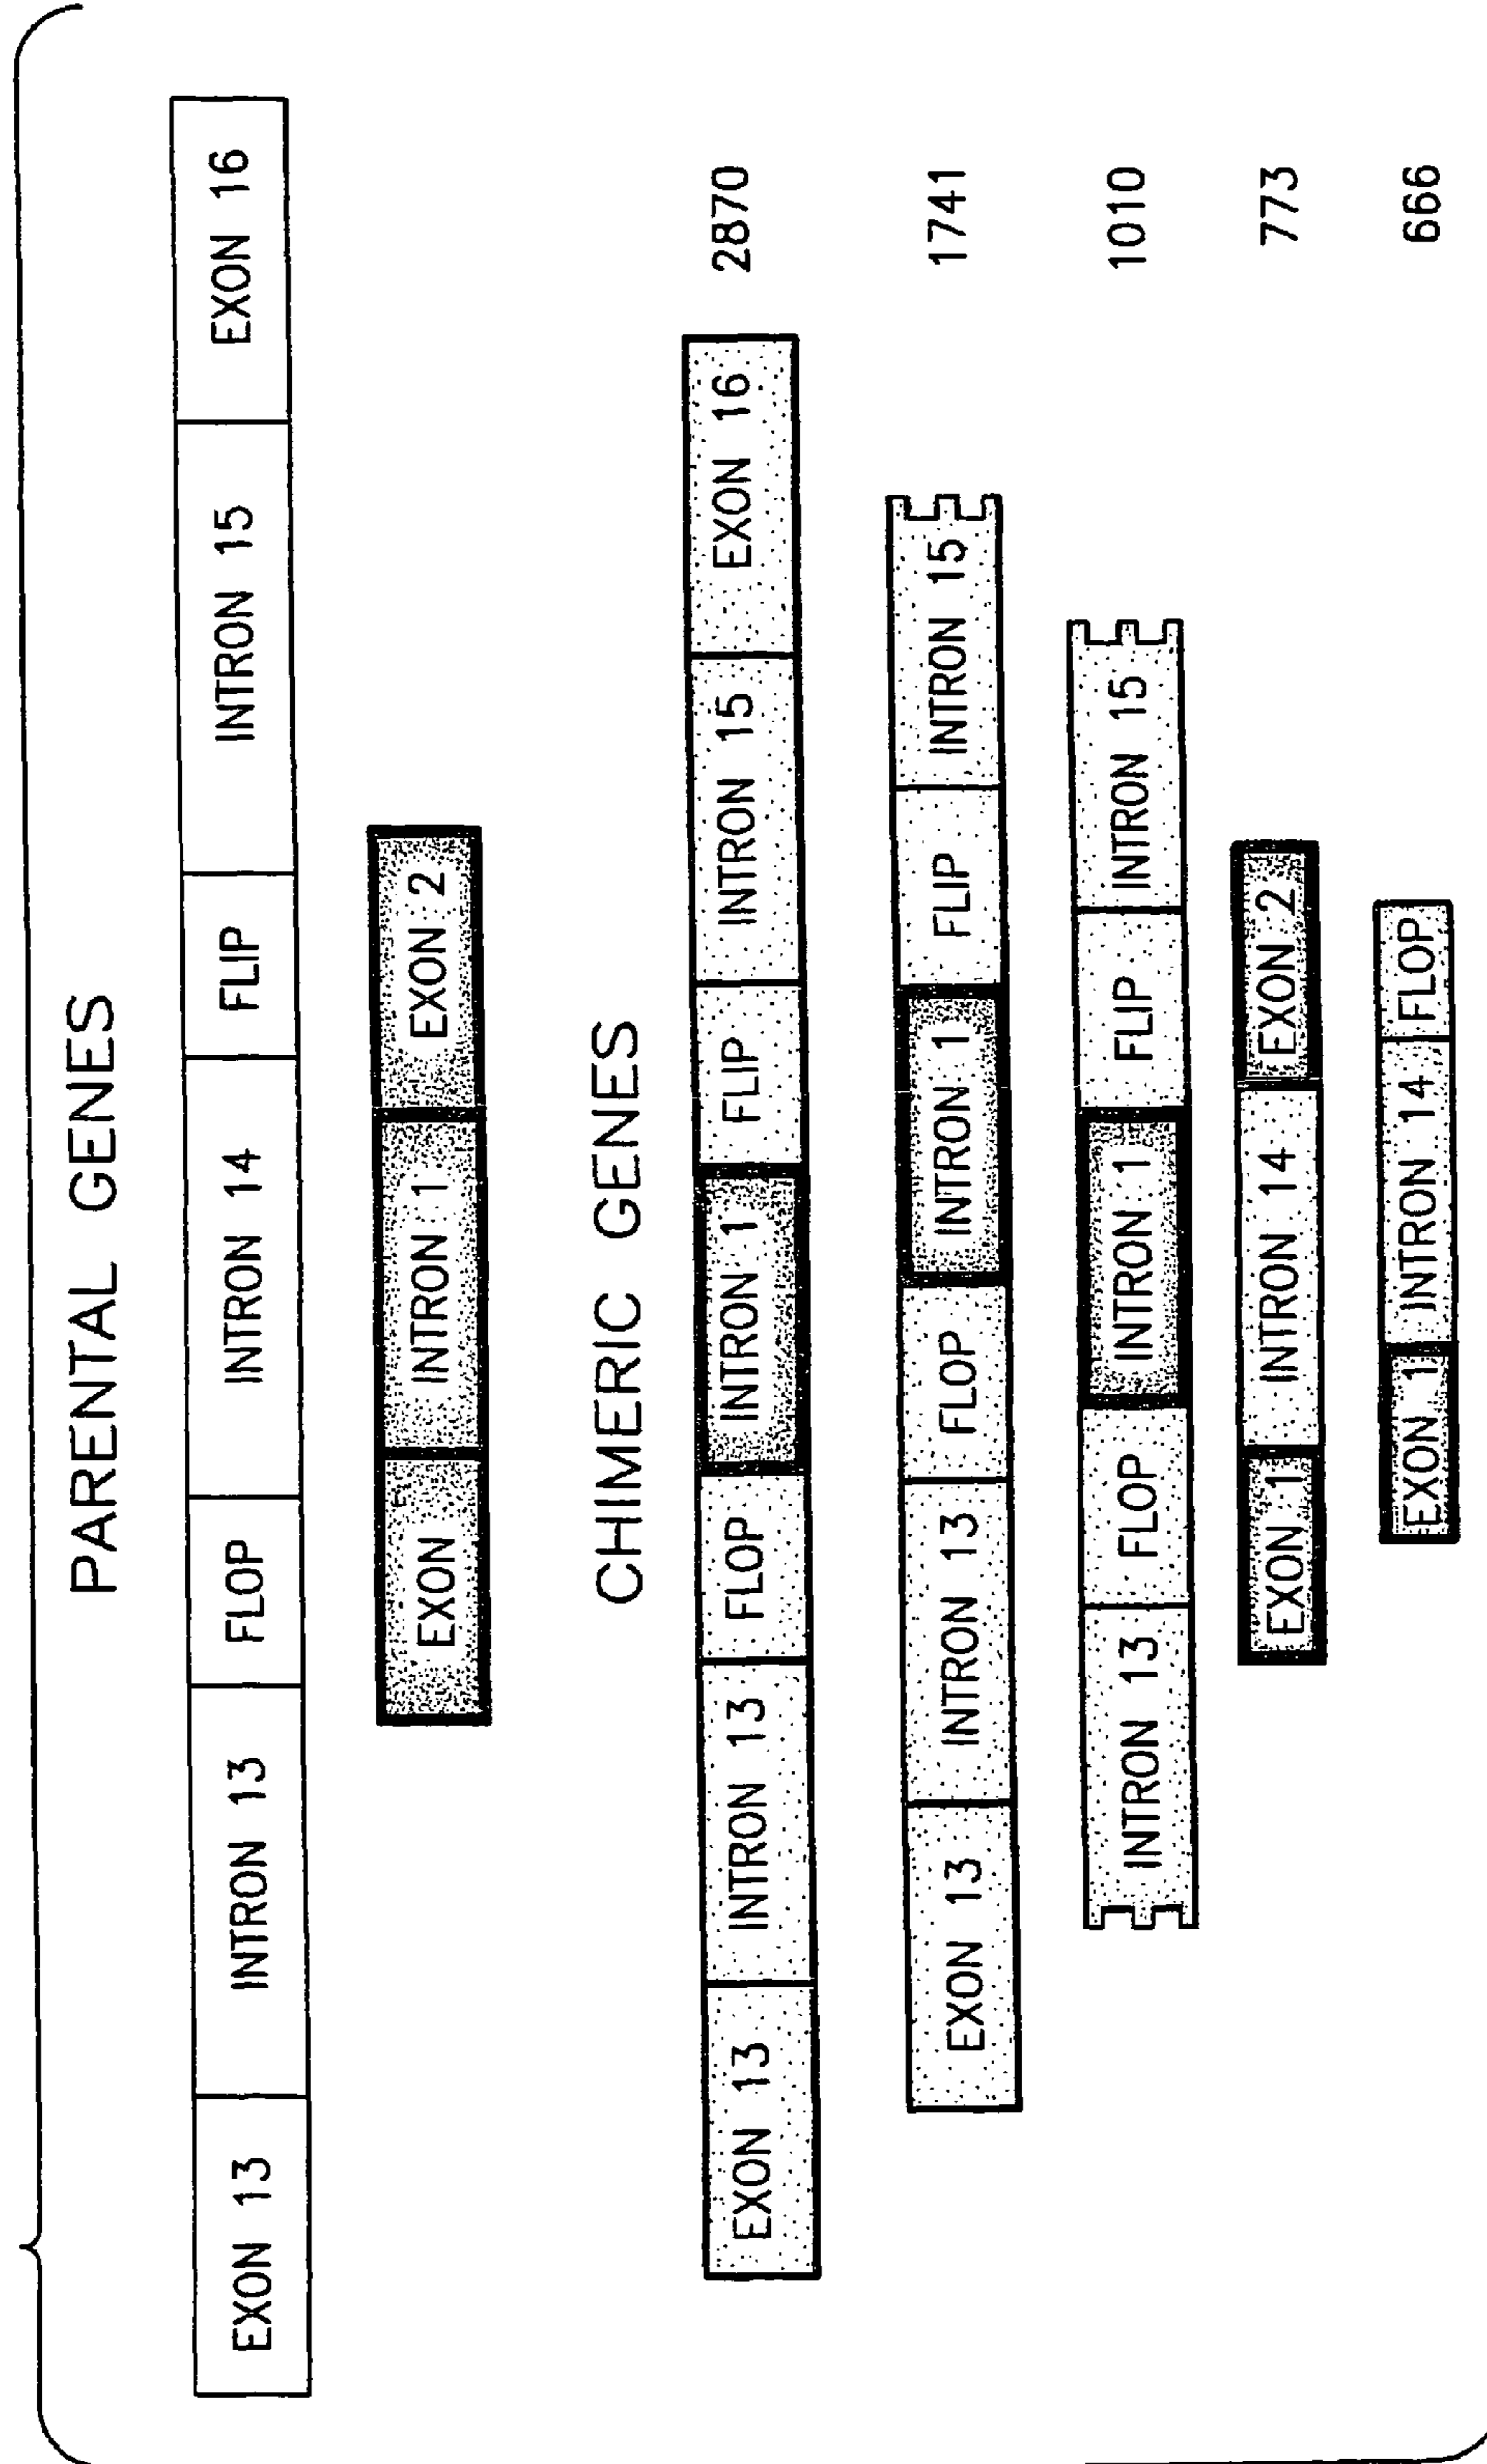 PARENTAL GENES
EXON 13 INTRON 13 FLOP INTRON 14 FLIP INTRON 15 EXON 16
EXON INTRON 1 EXON 2
CHIMERIC GENES
EXON 13 INTRON 13 FLOP INTRON 1 FLIP INTRON 15 EXON 16 2870
EXON 13 INTRON 13 FLOP INTRON 1 FLIP INTRON 15 1741
INTRON 13 FLOP INTRON 1 FLIP INTRON 15 1010
EXON 1 INTRON 14 EXON 2 773
EXON 1 INTRON 14 FLOP 666